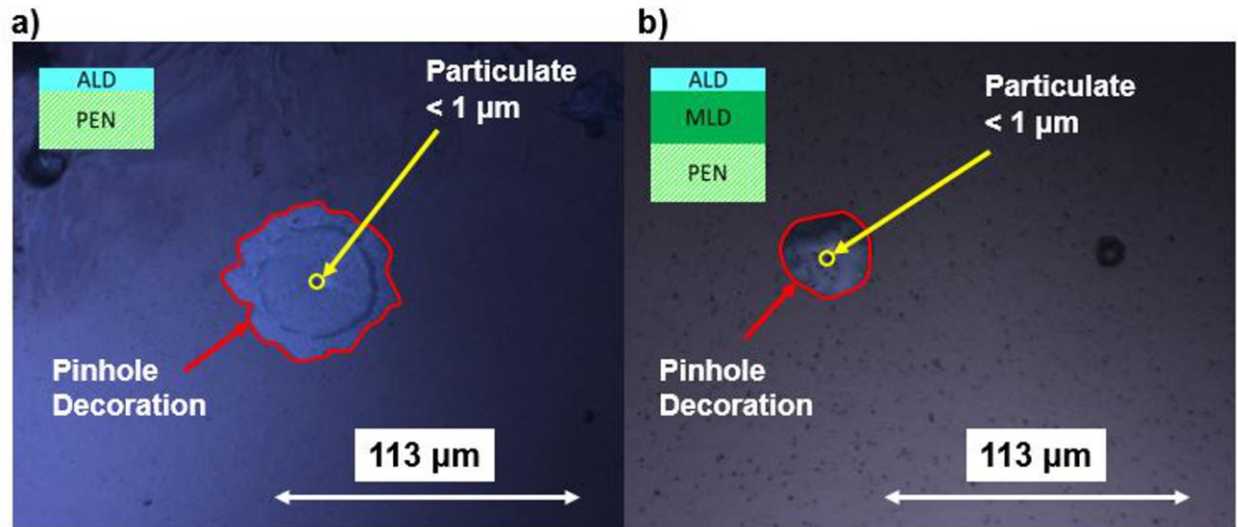 a)
ALD
PEN
Particulate
< 1 µm
Pinhole
Decoration
113 µm
b)
ALD
MLD
PEN
Particulate
< 1 µm
Pinhole
Decoration
113 µm